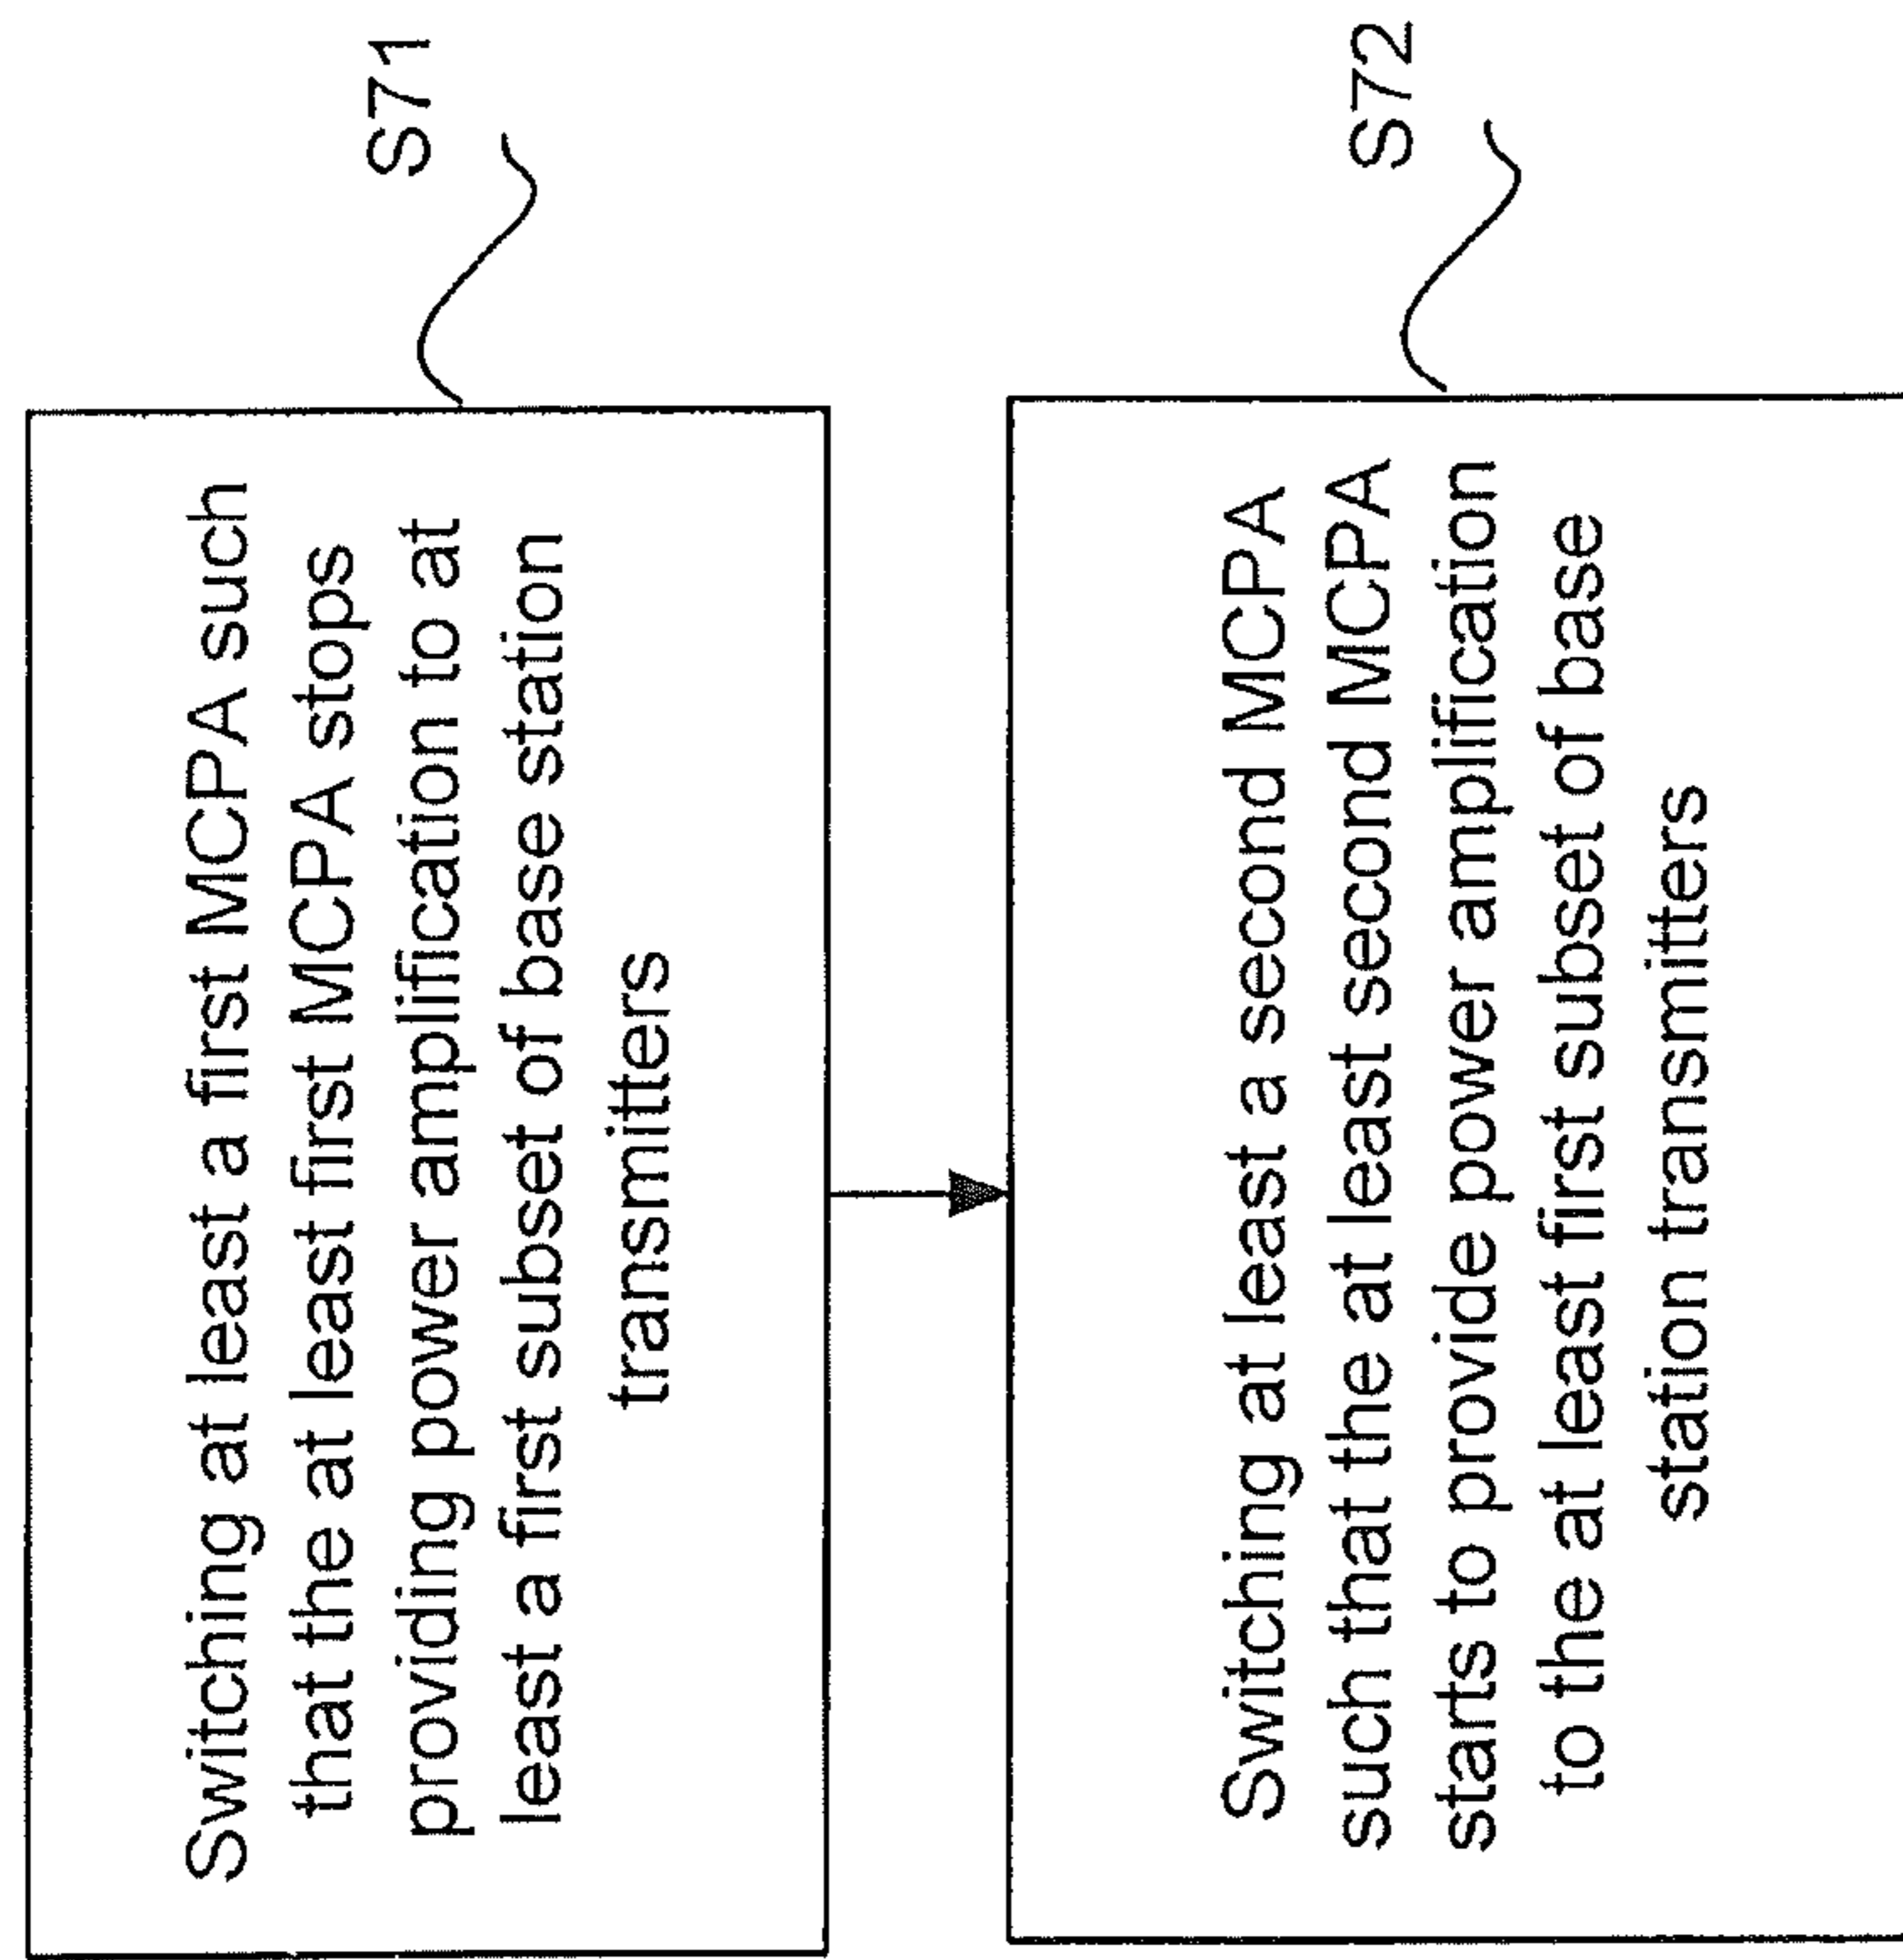 Switching at least a first MCPA such
that the at least first MCPA stops
providing power amplification to at
least a first subset of base station
transmitters
S71
Switching at least a second MCPA
such that the at least second MCPA
starts to provide power amplification
to the at least first subset of base
station transmitters
S72